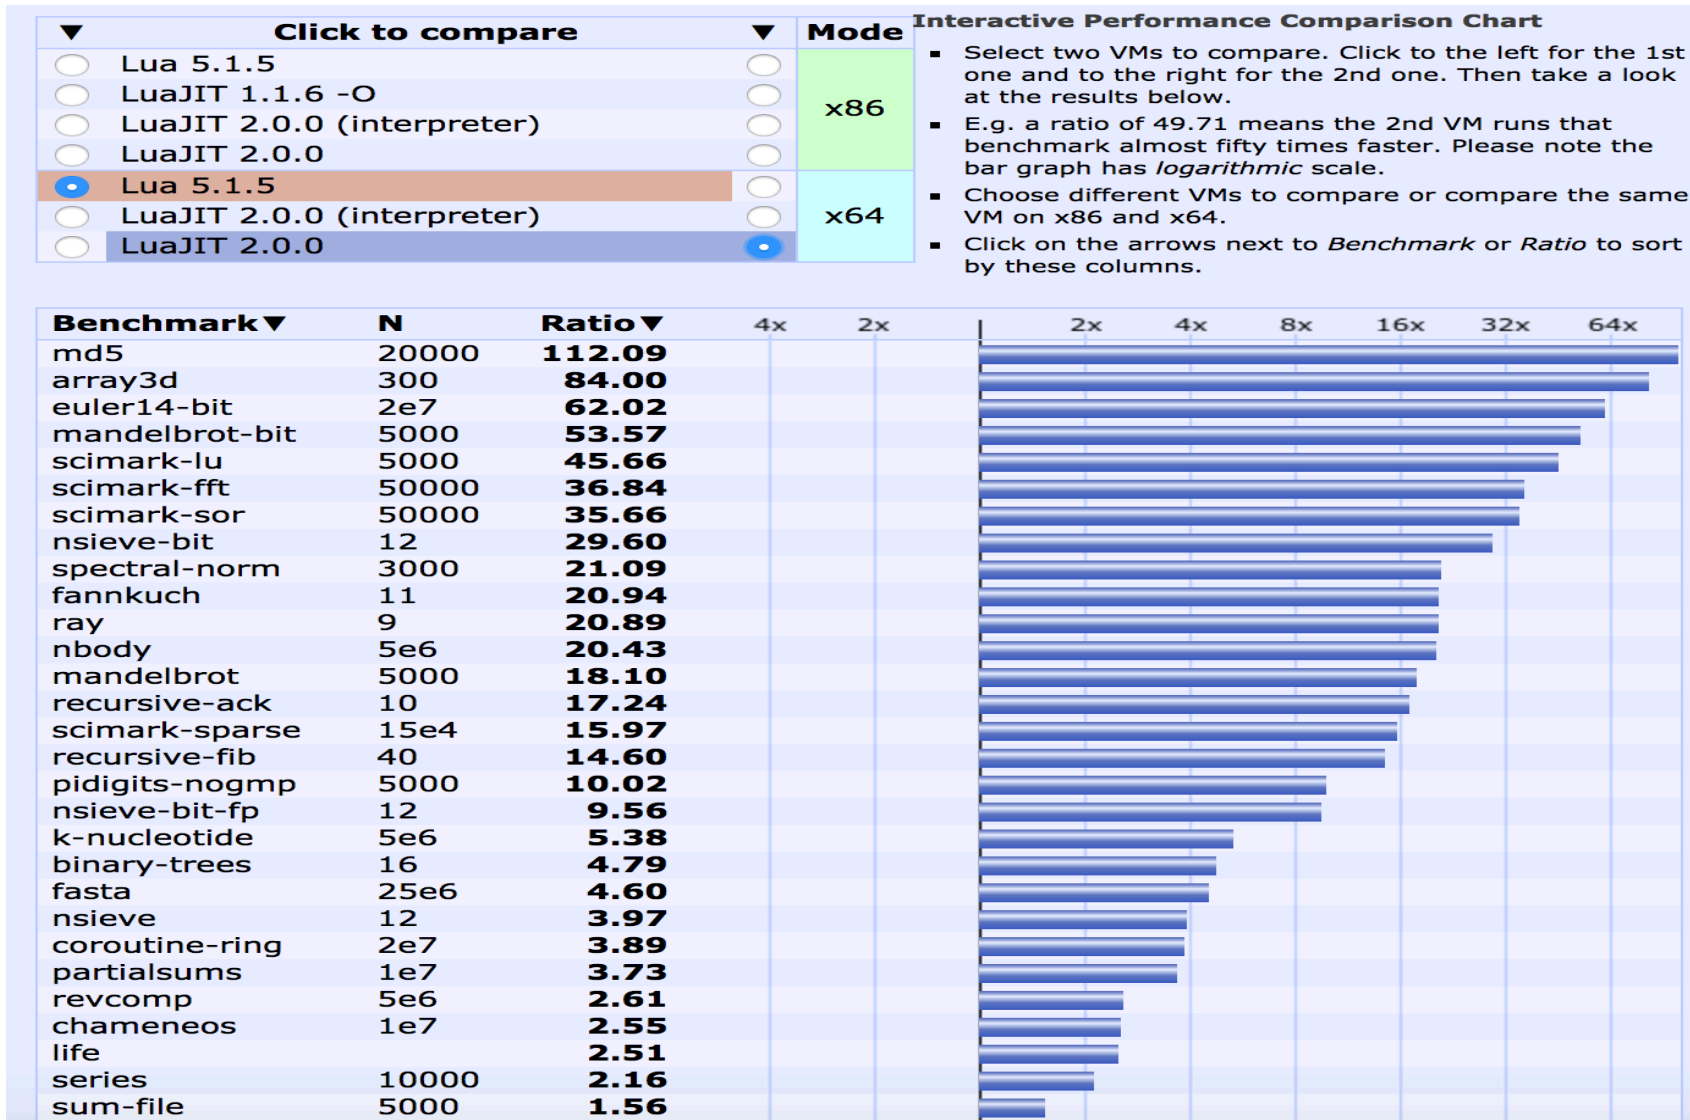 ▼ Click to compare ▼ Mode
Lua 5.1.5
LuaJIT 1.1.6 -O
LuaJIT 2.0.0 (interpreter)
LuaJIT 2.0.0
x86
Lua 5.1.5
LuaJIT 2.0.0 (interpreter)
LuaJIT 2.0.0
x64
Interactive Performance Comparison Chart
▪ Select two VMs to compare. Click to the left for the 1st
one and to the right for the 2nd one. Then take a look
at the results below.
▪ E.g. a ratio of 49.71 means the 2nd VM runs that
benchmark almost fifty times faster. Please note the
bar graph has logarithmic scale.
▪ Choose different VMs to compare or compare the same
VM on x86 and x64.
▪ Click on the arrows next to Benchmark or Ratio to sort
by these columns.
Benchmark▼ N Ratio▼ 4x 2x 2x 4x 8x 16x 32x 64x
md5 20000 112.09
array3d 300 84.00
euler14-bit 2e7 62.02
mandelbrot-bit 5000 53.57
scimark-lu 5000 45.66
scimark-fft 50000 36.84
scimark-sor 50000 35.66
nsieve-bit 12 29.60
spectral-norm 3000 21.09
fannkuch 11 20.94
ray 9 20.89
nbody 5e6 20.43
mandelbrot 5000 18.10
recursive-ack 10 17.24
scimark-sparse 15e4 15.97
recursive-fib 40 14.60
pidigits-nogmp 5000 10.02
nsieve-bit-fp 12 9.56
k-nucleotide 5e6 5.38
binary-trees 16 4.79
fasta 25e6 4.60
nsieve 12 3.97
coroutine-ring 2e7 3.89
partialsums 1e7 3.73
revcomp 5e6 2.61
chameneos 1e7 2.55
life 2.51
series 10000 2.16
sum-file 5000 1.56